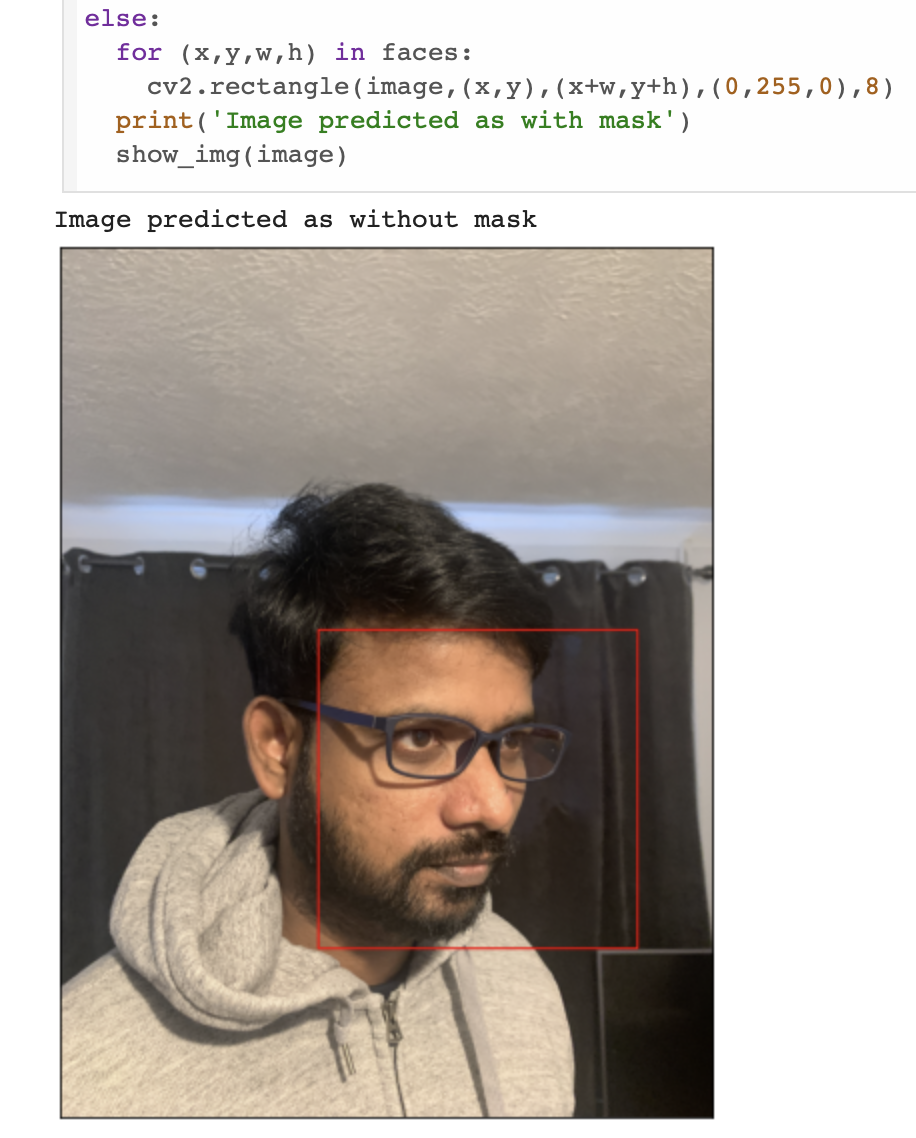 else:
for (x,y,w,h) in faces:
cv2.rectangle(image,(x,y),(x+w,y+h),(0,255,0),8)
print('Image predicted as with mask')
show_img(image)
Image predicted as without mask